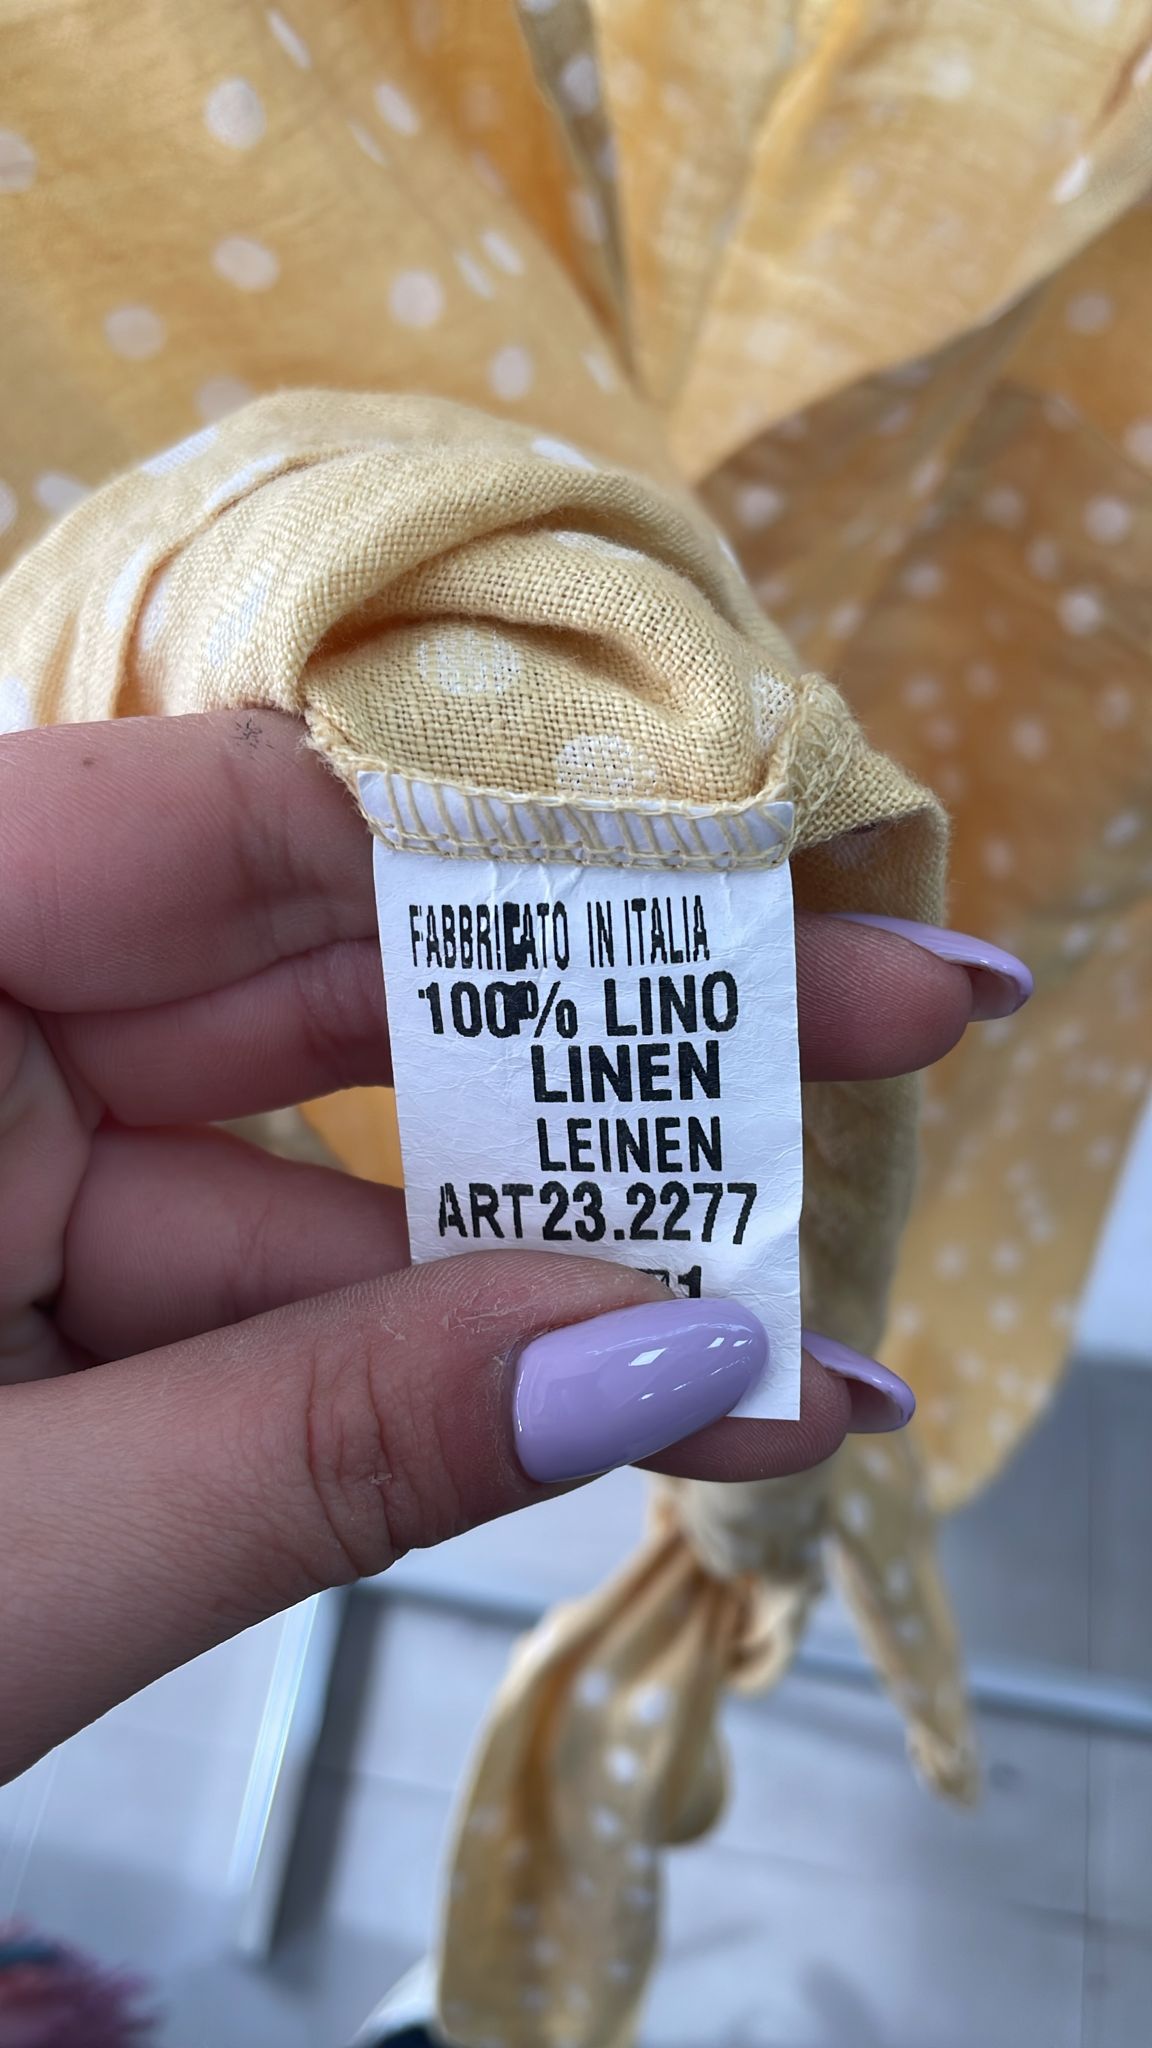 FABBRICATO IN ITALIA
100% LINO
LINEN
LEINEN
ART23.2277